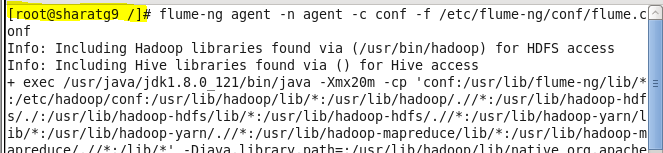 [root@sharatg9 /]# flume-ng agent -n agent -c conf -f /etc/flume-ng/conf/flume.c
onf
Info: Including Hadoop libraries found via (/usr/bin/hadoop) for HDFS access
Info: Including Hive libraries found via () for Hive access
+ exec /usr/java/jdk1.8.0_121/bin/java -Xmx20m -cp 'conf:/usr/lib/flume-ng/lib/*
:/etc/hadoop/conf:/usr/lib/hadoop/lib/*:/usr/lib/hadoop/.//*:/usr/lib/hadoop-hdf
s/./:/usr/lib/hadoop-hdfs/lib/*:/usr/lib/hadoop-hdfs/.//*:/usr/lib/hadoop-yarn/l
ib/*:/usr/lib/hadoop-yarn/.//*:/usr/lib/hadoop-mapreduce/lib/*:/usr/lib/hadoop-m
apreduce/.//*:/lib/*' -Djava.library.path=:/usr/lib/hadoop/lib/native org.apache